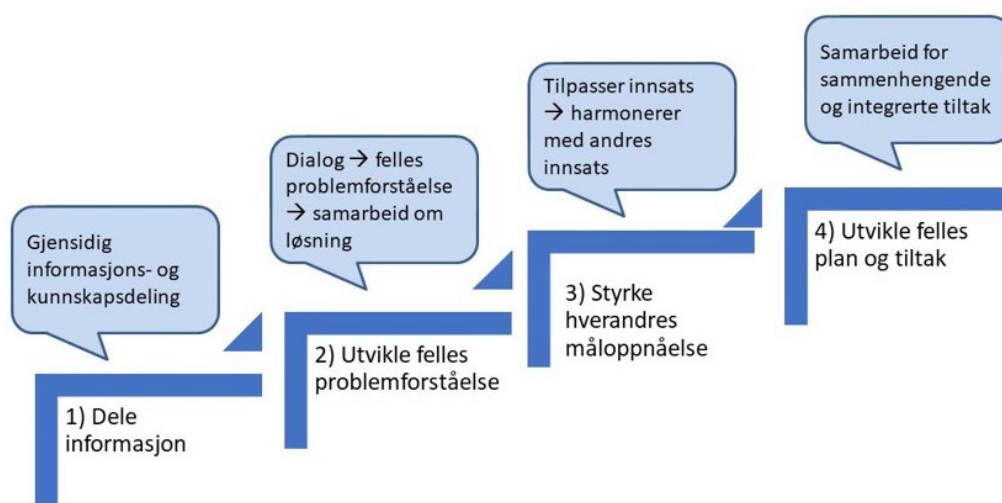 Gjensidig
informasjons- og
kunnskapsdeling
1) Dele
informasjon
Dialog → felles
problemforståelse
→ samarbeid om
løsning
2) Utvikle felles
problemforståelse
Tilpasser innsats
→ harmonerer
med andres
innsats
3) Styrke
hverandres
måloppnåelse
Samarbeid for
sammenhengende
og integrerte tiltak
4) Utvikle felles
plan og tiltak